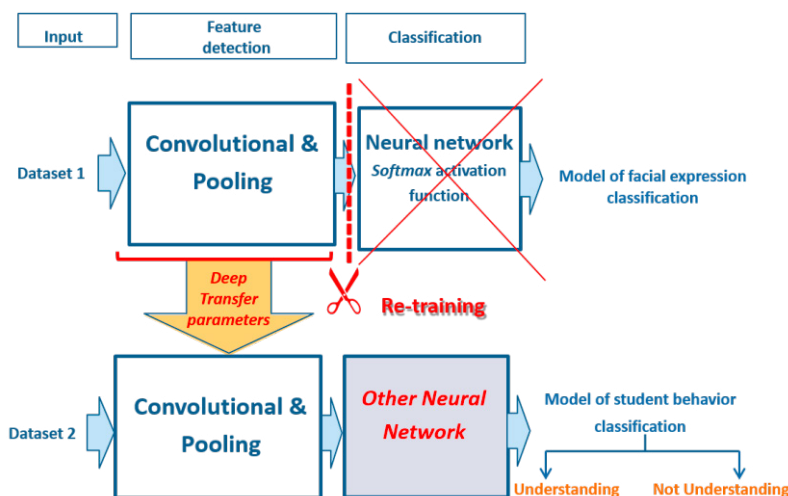 Input
Feature
detection
Classification
Dataset 1
Convolutional &
Pooling
Neural network
Softmax activation
function
Model of facial expression
classification
Deep
Transfer
parameters
Re-training
Dataset 2
Convolutional &
Pooling
Other Neural
Network
Model of student behavior
classification
Understanding
Not Understanding